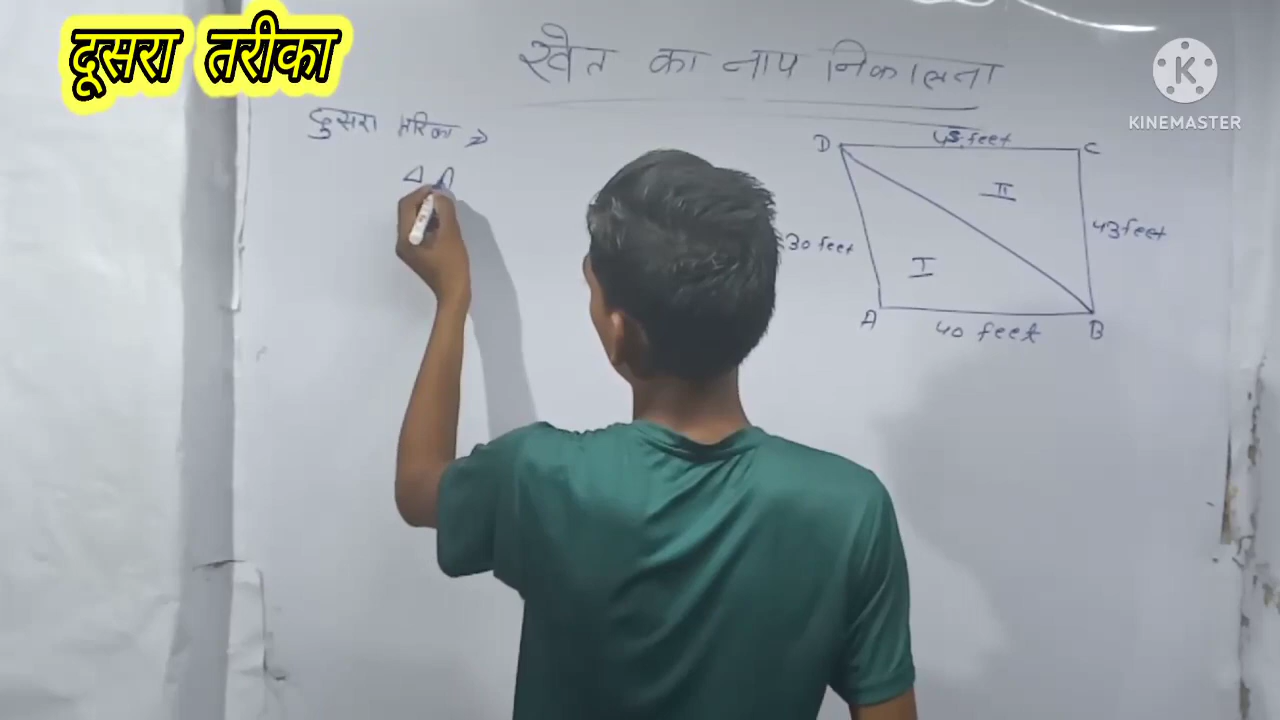 दूसरा तरीका
खेत का नाप निकालना
KINEMASTER
दुसरा तरिका →
Δ A
D 45 feet C
II
30 feet
43 feet
I
A 40 feet B